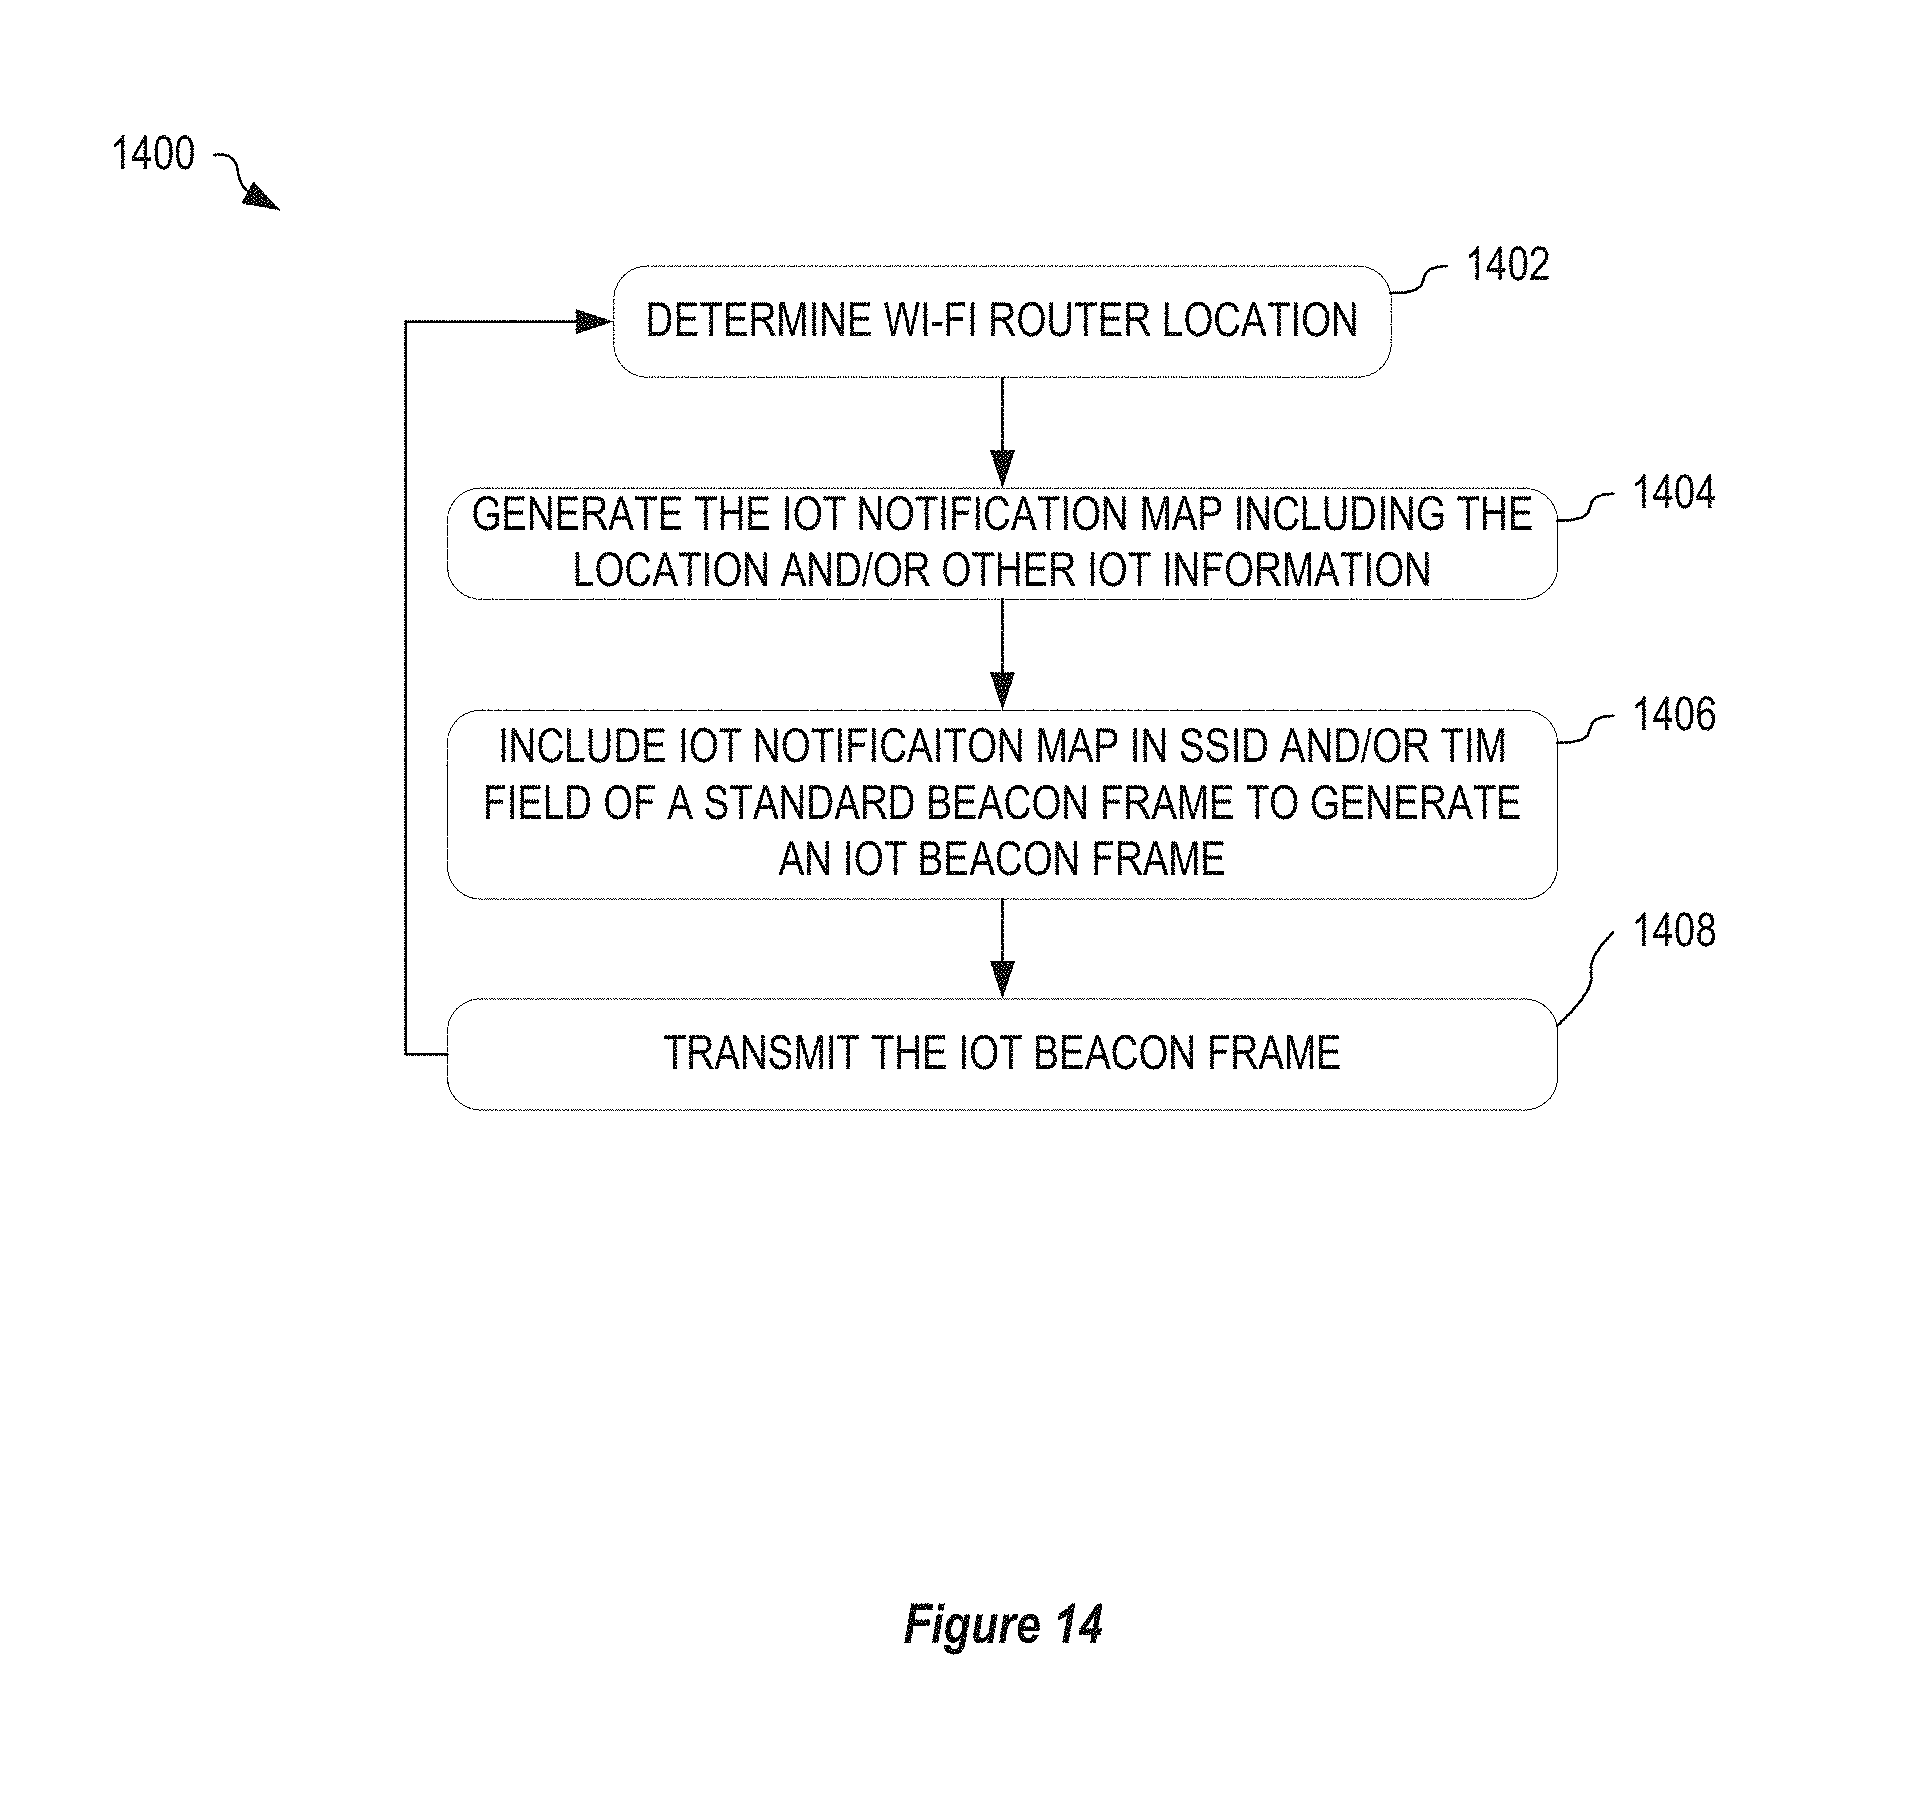 1400
1402
DETERMINE WI-FI ROUTER LOCATION
1404
GENERATE THE IOT NOTIFICATION MAP INCLUDING THE
LOCATION AND/OR OTHER IOT INFORMATION
1406
INCLUDE IOT NOTIFICAITON MAP IN SSID AND/OR TIM
FIELD OF A STANDARD BEACON FRAME TO GENERATE
AN IOT BEACON FRAME
1408
TRANSMIT THE IOT BEACON FRAME
Figure 14